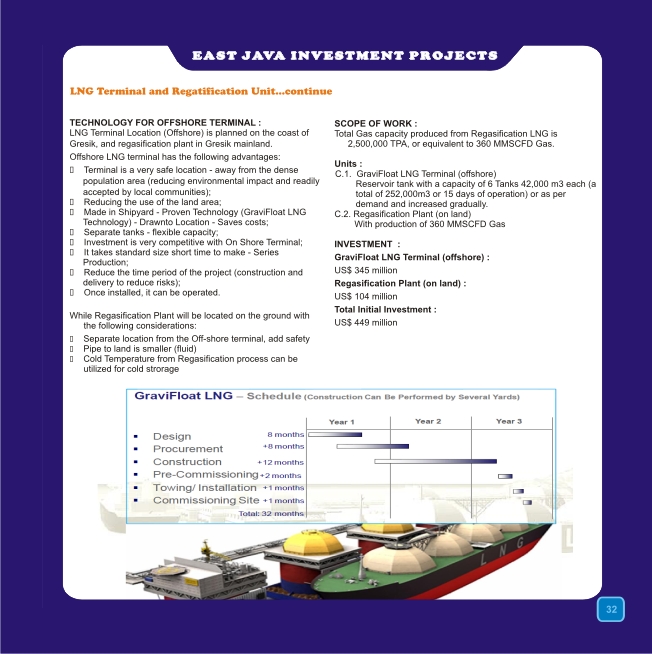 EAST JAVA INVESTMENT PROJECTS
LNG Terminal and Regatification Unit...continue
TECHNOLOGY FOR OFFSHORE TERMINAL :
LNG Terminal Location (Offshore) is planned on the coast of
Gresik, and regasification plant in Gresik mainland.
Offshore LNG terminal has the following advantages:
Terminal is a very safe location - away from the dense
population area (reducing environmental impact and readily
accepted by local communities);
Reducing the use of the land area;
Made in Shipyard - Proven Technology (GraviFloat LNG
Technology) - Drawnto Location - Saves costs;
Separate tanks - flexible capacity;
Investment is very competitive with On Shore Terminal;
It takes standard size short time to make - Series
Production;
Reduce the time period of the project (construction and
delivery to reduce risks);
Once installed, it can be operated.
While Regasification Plant will be located on the ground with
the following considerations:
Separate location from the Off-shore terminal, add safety
Pipe to land is smaller (fluid)
Cold Temperature from Regasification process can be
utilized for cold strorage
SCOPE OF WORK :
Total Gas capacity produced from Regasification LNG is
2,500,000 TPA, or equivalent to 360 MMSCFD Gas.
Units :
C.1. GraviFloat LNG Terminal (offshore)
Reservoir tank with a capacity of 6 Tanks 42,000 m3 each (a
total of 252,000m3 or 15 days of operation) or as per
demand and increased gradually.
C.2. Regasification Plant (on land)
With production of 360 MMSCFD Gas
INVESTMENT :
GraviFloat LNG Terminal (offshore) :
US$ 345 million
Regasification Plant (on land) :
US$ 104 million
Total Initial Investment :
US$ 449 million
GraviFloat LNG – Schedule (Construction Can Be Performed by Several Yards)
Year 1 Year 2 Year 3
Design 8 months
Procurement +8 months
Construction +12 months
Pre-Commissioning +2 months
Towing/ Installation +1 months
Commissioning Site +1 months
Total: 32 months
L N G
32